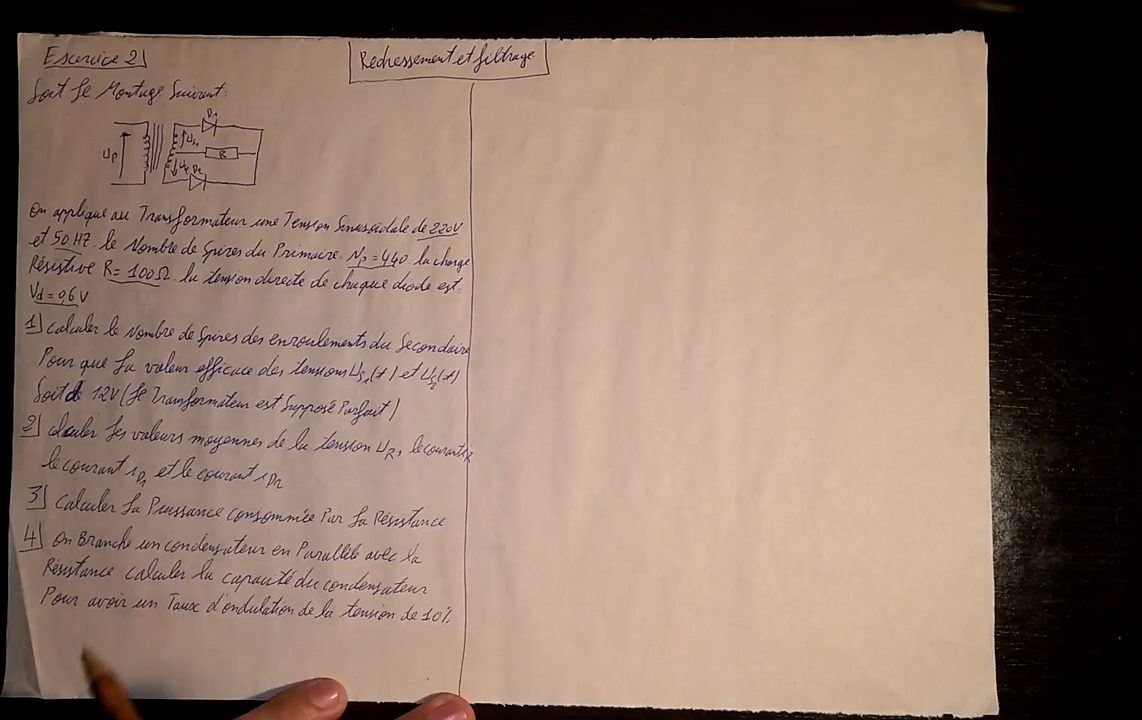 Exercice 2
Redressement et filtrage
Soit le Montage Suivant:
D1
Up
Us1
R
Us2
D2
On applique au Transformateur une Tension Sinusoïdale de 220V
et 50 HZ. le Nombre de Spires du Primaire. Np = 440 la charge
Résistive R = 100Ω. la tension directe de chaque diode est:
Vd = 0,6 V
1] Calculer le Nombre de Spires des enroulements du Secondaire
Pour que la valeur efficace des tensions Us1(t) et Us2(t)
Soit de 12V (le Transformateur est Supposé Parfait)
2] Calculer les valeurs moyennes de la tension UR, le courant iR
le courant iD1 et le courant iD2
3] Calculer la Puissance consommée Par la Résistance
4] On Branche un condensateur en Parallèle avec la
Résistance calculer la capacité du condensateur
Pour avoir un Taux d'ondulation de la tension de 10%